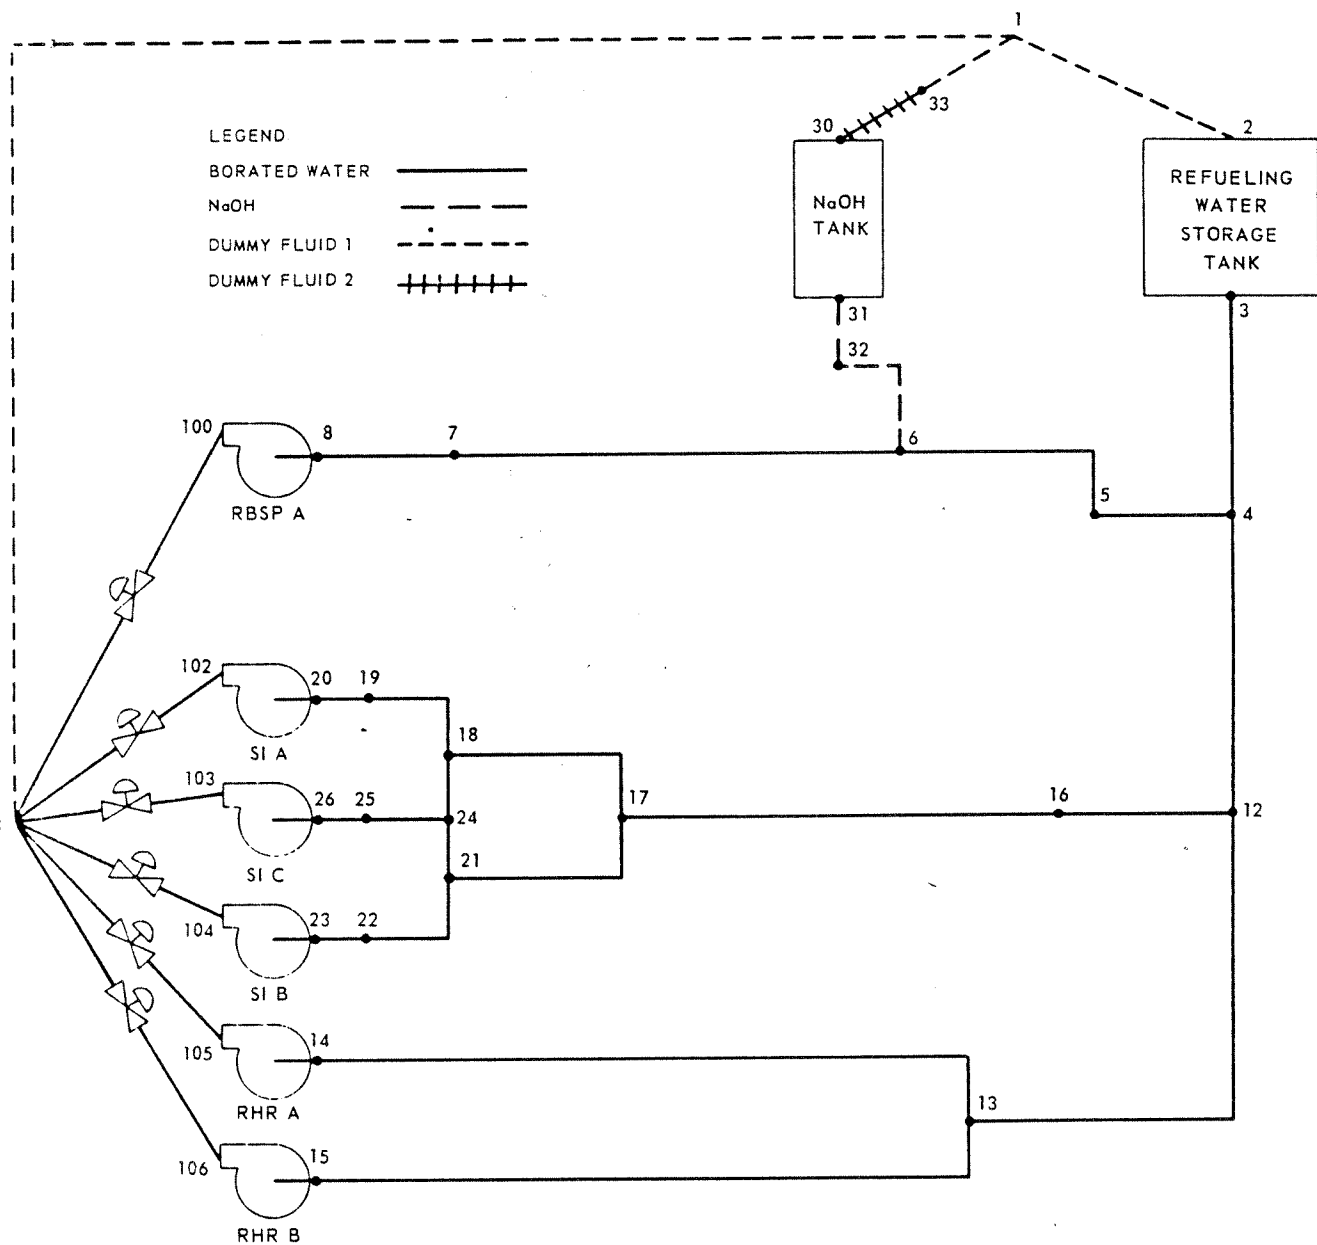 1
33
30
2
LEGEND
BORATED WATER
NaOH
DUMMY FLUID 1
DUMMY FLUID 2
NaOH
TANK
REFUELING
WATER
STORAGE
TANK
31
3
32
100
8
7
6
5
4
RBSP A
102
20
19
18
SI A
103
26
25
24
17
16
12
SI C
21
104
23
22
SI B
105
14
RHR A
13
106
15
RHR B